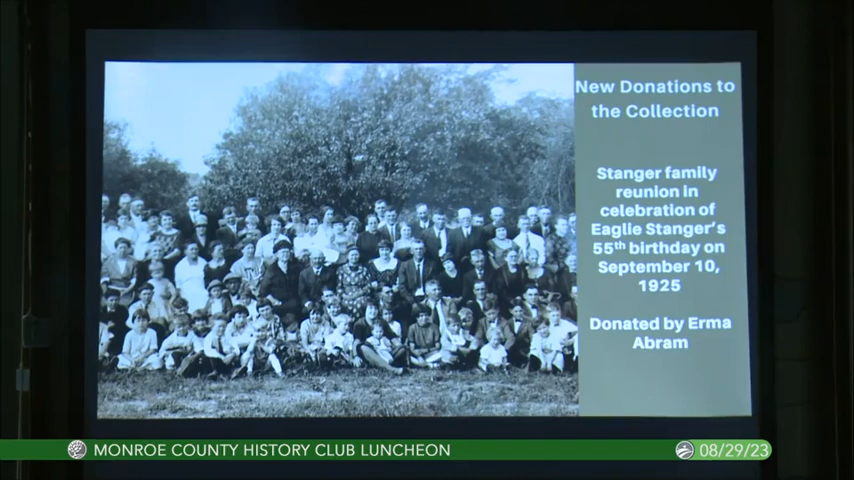 New Donations to
the Collection
Stanger family
reunion in
celebration of
Eaglie Stanger's
55th birthday on
September 10,
1925
Donated by Erma
Abram
MONROE COUNTY HISTORY CLUB LUNCHEON
08/29/23